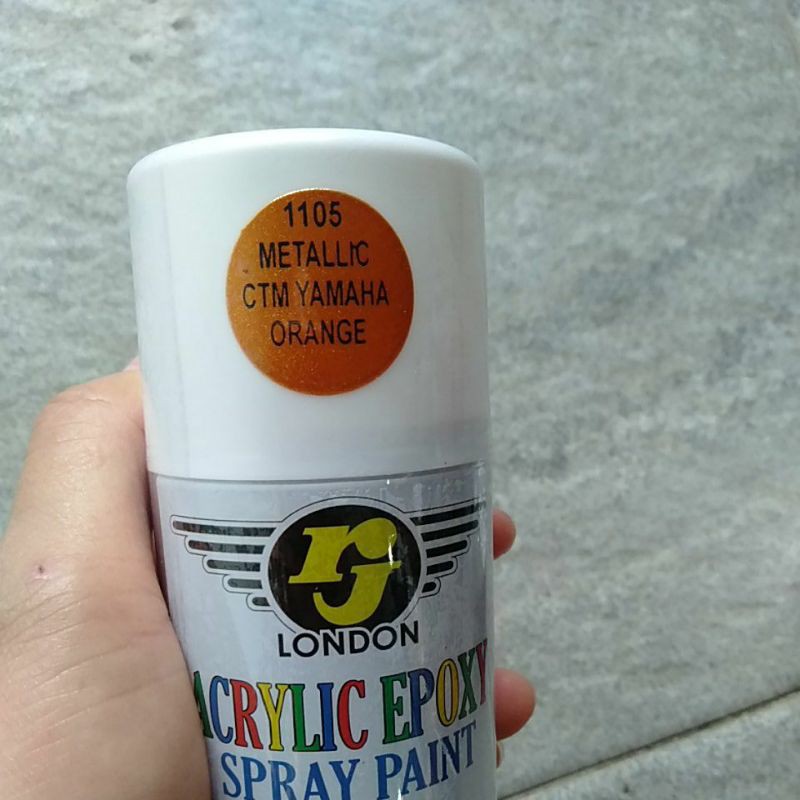 1105
METALLIC
CTM YAMAHA
ORANGE
rj
LONDON
ACRYLIC EPOXY
SPRAY PAINT